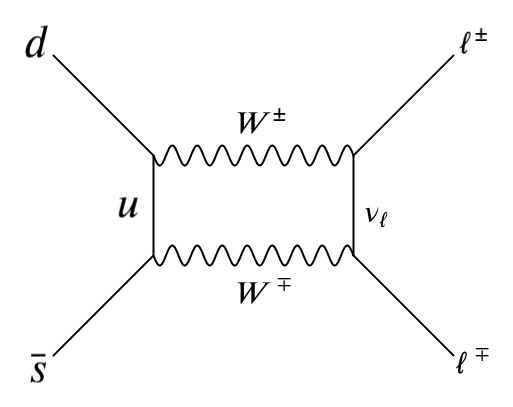 d
ℓ±
W±
u
νℓ
W∓
s̄
ℓ∓